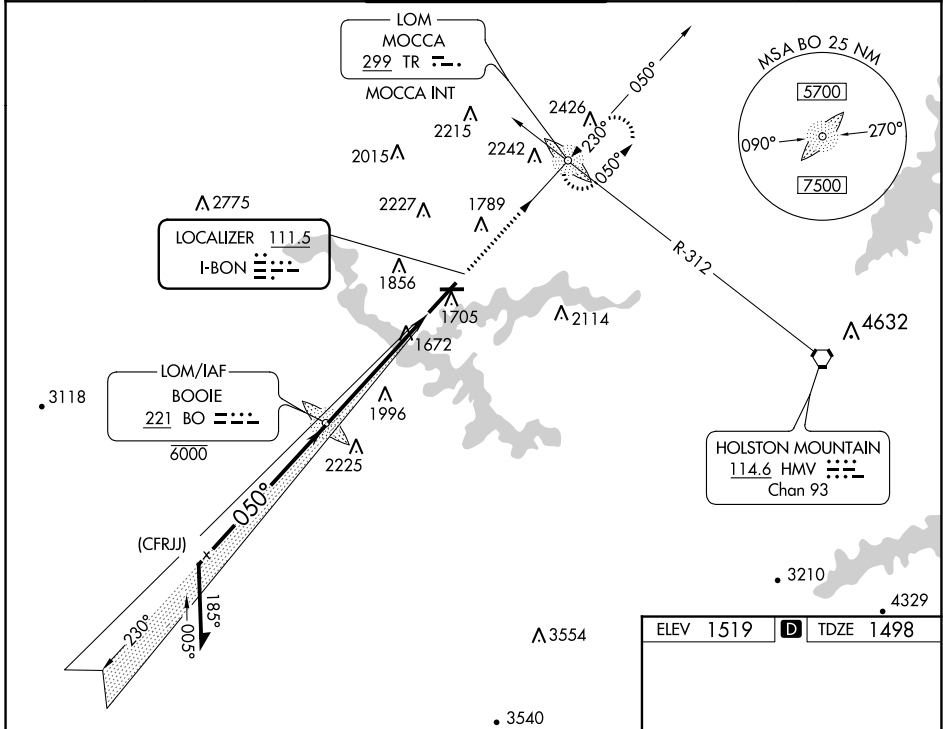 LOM
MOCCA
299 TR
MOCCA INT
050°
2426
230°
050°
2215
2242
2015
MSA BO 25 NM
5700
090°
270°
7500
2775
2227
1789
LOCALIZER 111.5
I-BON
1856
R-312
1705
2114
1672
4632
LOM/IAF
BOOIE
221 BO
6000
3118
1996
2225
HOLSTON MOUNTAIN
114.6 HMV
Chan 93
050°
(CFRJJ)
185°
005°
230°
3210
4329
3554
3540
ELEV 1519 D TDZE 1498